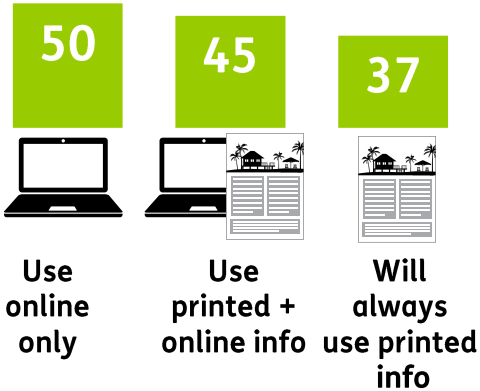 50
45
37
Use
online
only
Use
printed +
online info
Will
always
use printed
info